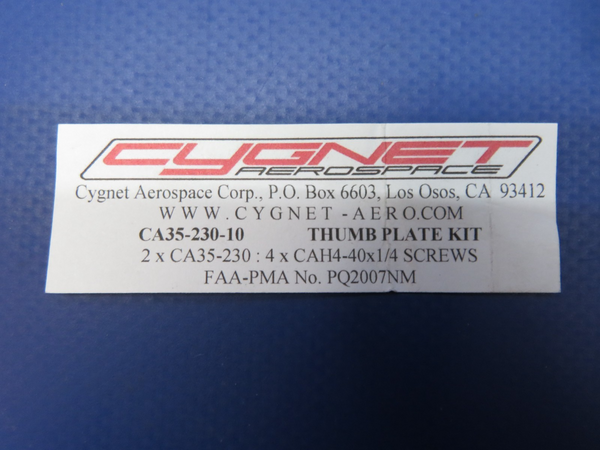 CYGNET
AEROSPACE
Cygnet Aerospace Corp., P.O. Box 6603, Los Osos, CA 93412
WWW.CYGNET-AERO.COM
CA35-230-10 THUMB PLATE KIT
2 x CA35-230 : 4 x CAH4-40x1/4 SCREWS
FAA-PMA No. PQ2007NM